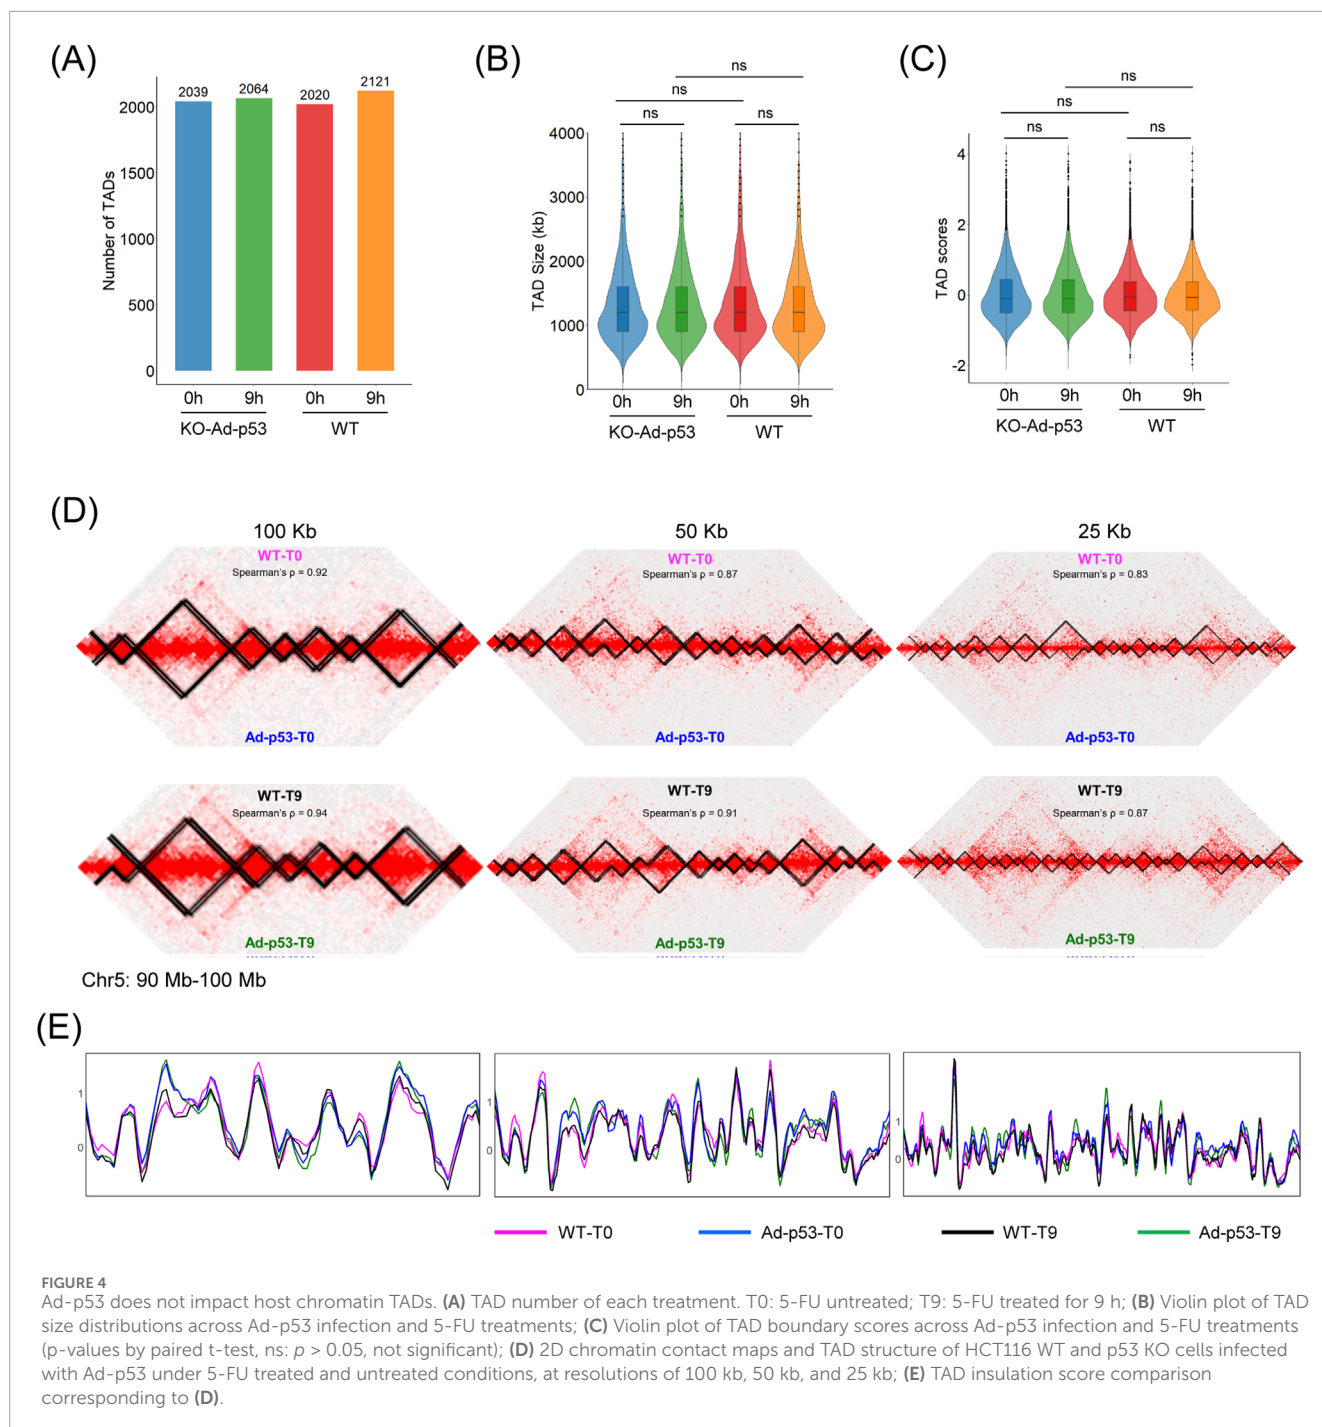 (A)
2039
2064
2020
2121
Number of TADs
2000
1500
1000
500
0
0h
9h
0h
9h
KO-Ad-p53
WT
(B)
ns
ns
ns
ns
TAD Size (kb)
4000
3000
2000
1000
0
0h
9h
0h
9h
KO-Ad-p53
WT
(C)
ns
ns
ns
ns
TAD scores
4
2
0
-2
0h
9h
0h
9h
KO-Ad-p53
WT
(D)
100 Kb
50 Kb
25 Kb
WT-T0
Spearman's ρ = 0.92
Ad-p53-T0
WT-T0
Spearman's ρ = 0.87
Ad-p53-T0
WT-T0
Spearman's ρ = 0.83
Ad-p53-T0
WT-T9
Spearman's ρ = 0.94
Ad-p53-T9
WT-T9
Spearman's ρ = 0.91
Ad-p53-T9
WT-T9
Spearman's ρ = 0.87
Ad-p53-T9
Chr5: 90 Mb-100 Mb
(E)
1
0
1
0
1
0
WT-T0
Ad-p53-T0
WT-T9
Ad-p53-T9
FIGURE 4
Ad-p53 does not impact host chromatin TADs. (A) TAD number of each treatment. T0: 5-FU untreated; T9: 5-FU treated for 9 h; (B) Violin plot of TAD
size distributions across Ad-p53 infection and 5-FU treatments; (C) Violin plot of TAD boundary scores across Ad-p53 infection and 5-FU treatments
(p-values by paired t-test, ns: p > 0.05, not significant); (D) 2D chromatin contact maps and TAD structure of HCT116 WT and p53 KO cells infected
with Ad-p53 under 5-FU treated and untreated conditions, at resolutions of 100 kb, 50 kb, and 25 kb; (E) TAD insulation score comparison
corresponding to (D).